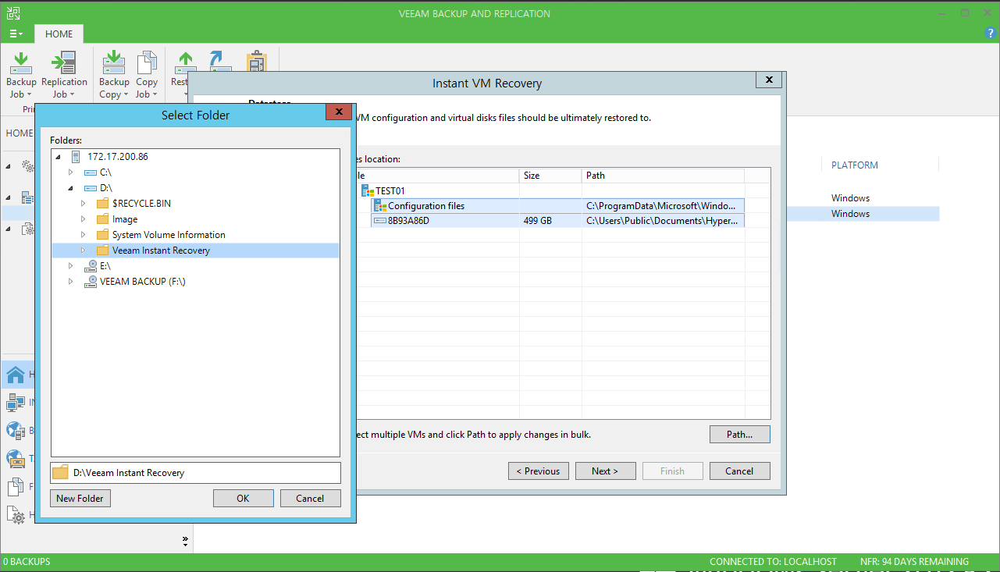 VEEAM BACKUP AND REPLICATION
HOME
?
Backup Job
Replication Job
Backup Copy
Copy Job
Rest
Pri
Instant VM Recovery
VM configuration and virtual disks files should be ultimately restored to.
es location:
Size
Path
TEST01
Configuration files C:\ProgramData\Microsoft\Windo...
8B93A86D 499 GB C:\Users\Public\Documents\Hyper...
ect multiple VMs and click Path to apply changes in bulk.
Path...
< Previous
Next >
Finish
Cancel
Select Folder
Folders:
172.17.200.86
C:\
D:\
$RECYCLE.BIN
Image
System Volume Information
Veeam Instant Recovery
E:\
VEEAM BACKUP (F:\)
D:\Veeam Instant Recovery
New Folder
OK
Cancel
HOME
PLATFORM
Windows
Windows
0 BACKUPS
CONNECTED TO: LOCALHOST
NFR: 94 DAYS REMAINING